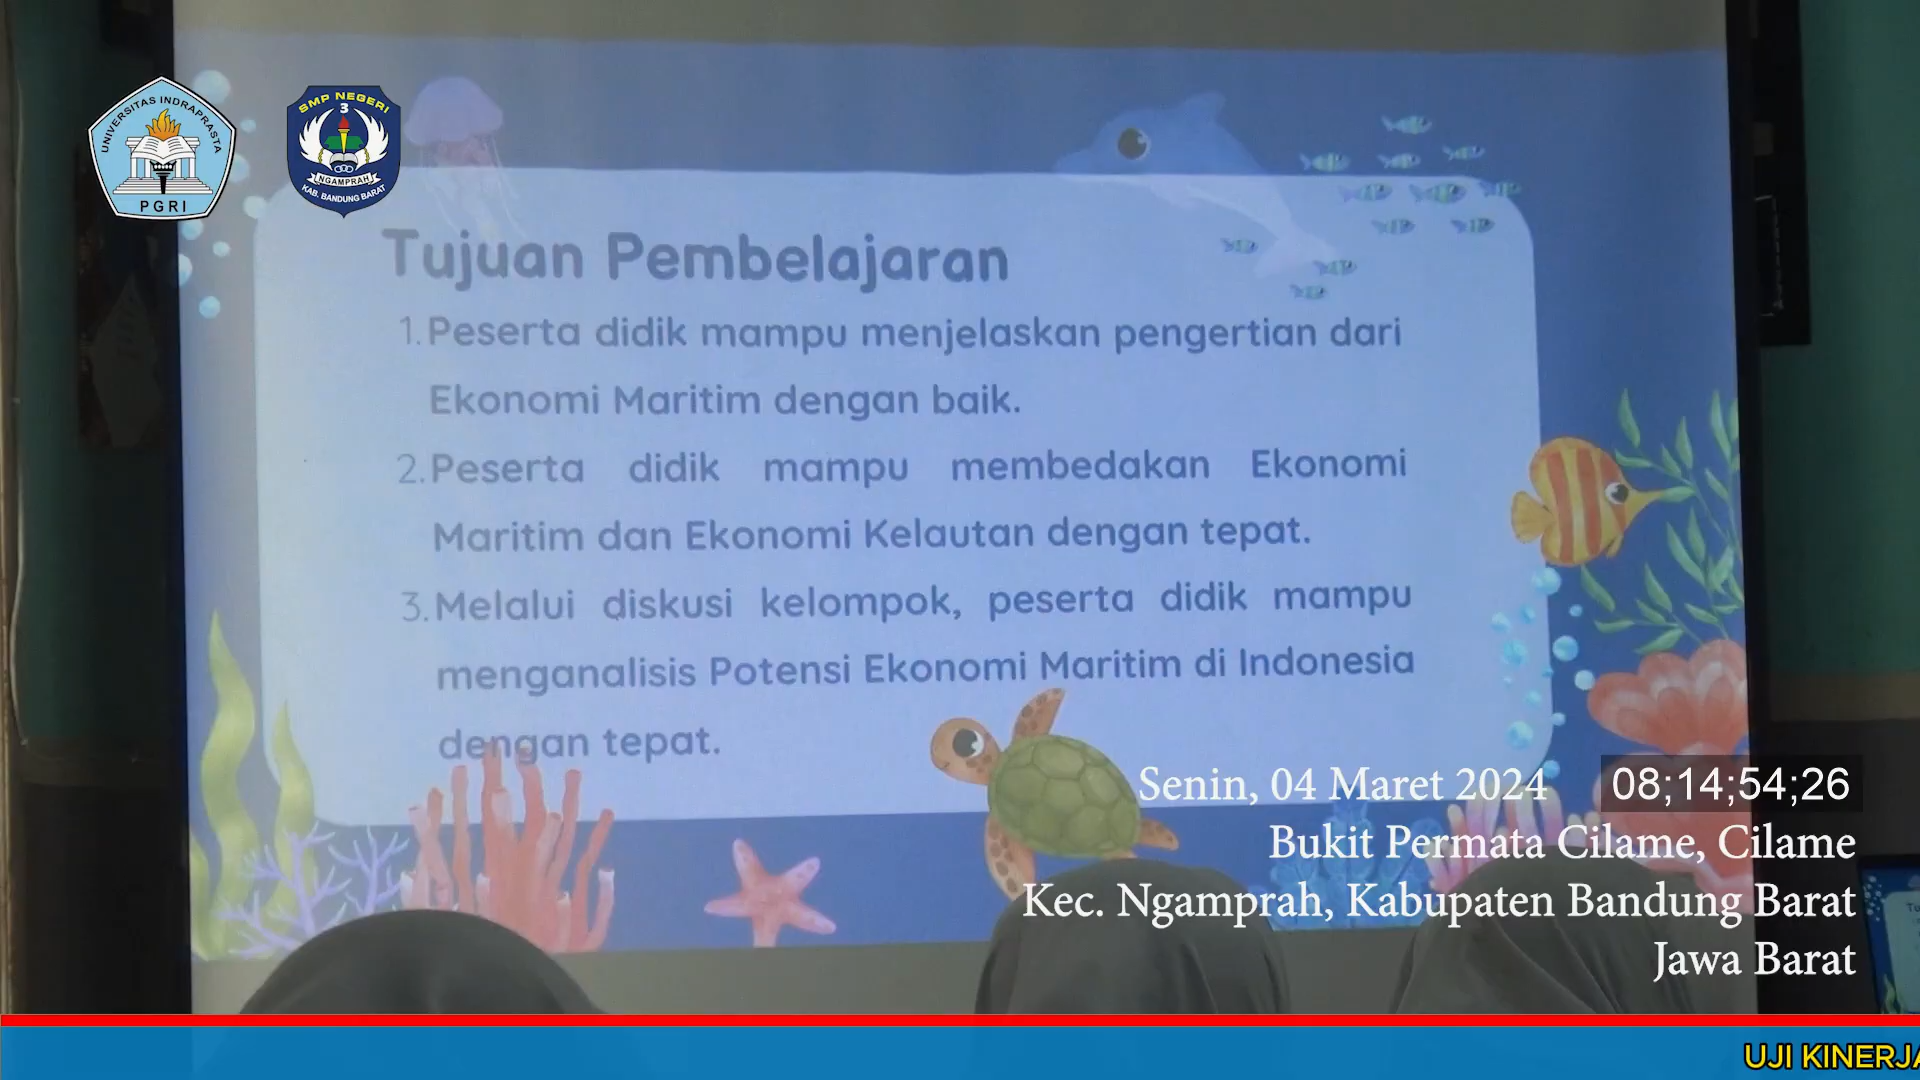 UNIVERSITAS INDRAPRASTA
PGRI
SMP NEGERI
3
NGAMPRAH
KAB. BANDUNG BARAT
Tujuan Pembelajaran
1. Peserta didik mampu menjelaskan pengertian dari
Ekonomi Maritim dengan baik.
2. Peserta didik mampu membedakan Ekonomi
Maritim dan Ekonomi Kelautan dengan tepat.
3. Melalui diskusi kelompok, peserta didik mampu
menganalisis Potensi Ekonomi Maritim di Indonesia
dengan tepat.
Senin, 04 Maret 2024 08;14;54;26
Bukit Permata Cilame, Cilame
Kec. Ngamprah, Kabupaten Bandung Barat
Jawa Barat
UJI KINERJA